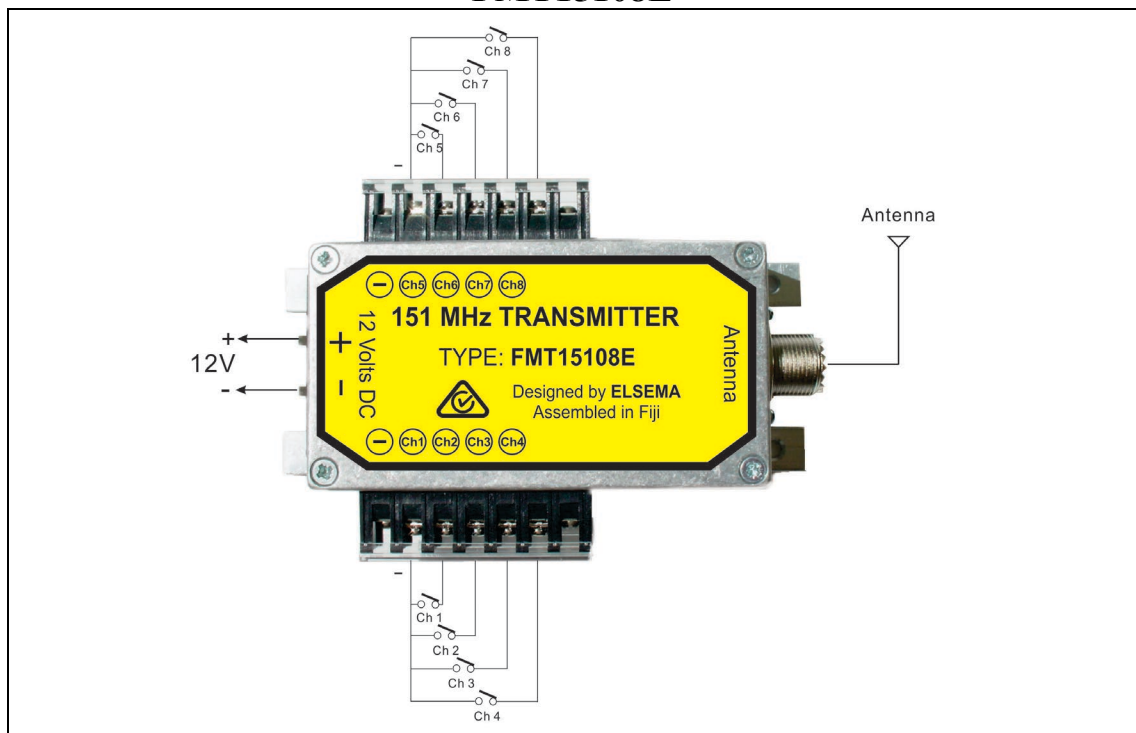 FMT15108E
Ch 8
Ch 7
Ch 6
Ch 5
−
Antenna
− Ch5 Ch6 Ch7 Ch8
151 MHz TRANSMITTER
TYPE: FMT15108E
Designed by ELSEMA
Assembled in Fiji
12 Volts DC
+
-
Antenna
+
12V
-
− Ch1 Ch2 Ch3 Ch4
−
Ch 1
Ch 2
Ch 3
Ch 4